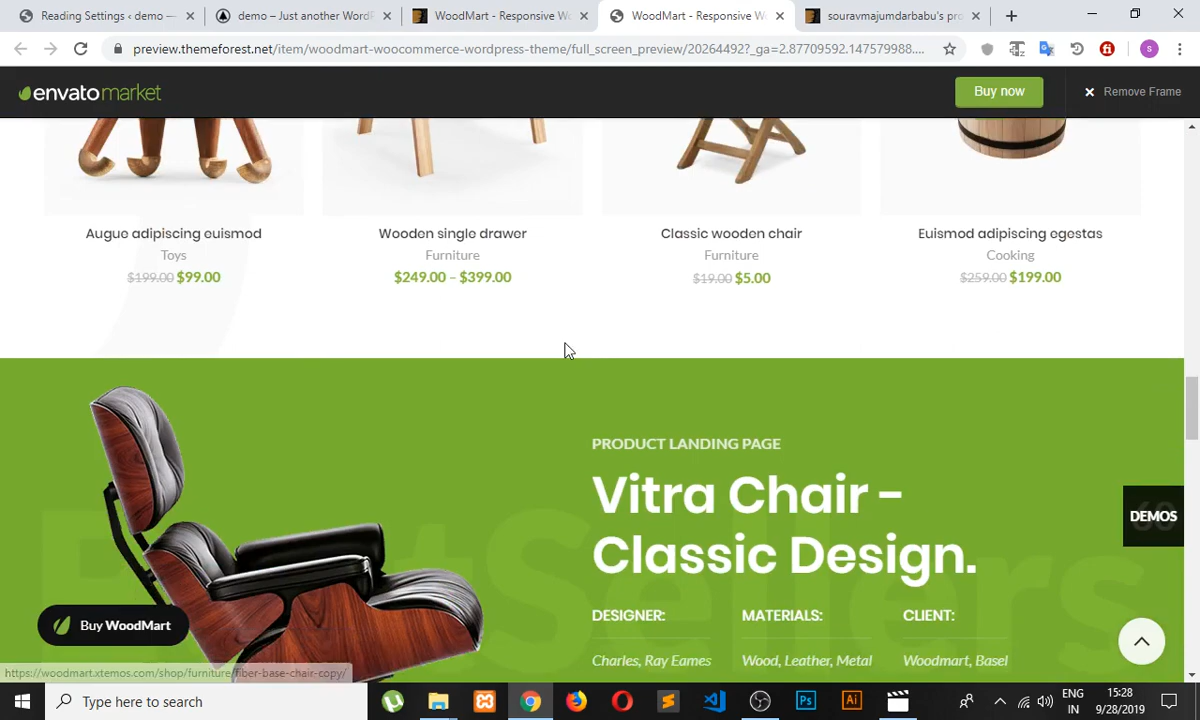 Reading Settings ‹ demo —
demo – Just another WordP
WoodMart - Responsive W
WoodMart - Responsive W
souravmajumdarbabu's pro
preview.themeforest.net/item/woodmart-woocommerce-wordpress-theme/full_screen_preview/20264492?_ga=2.87709592.147579988....
envato market
Buy now
Remove Frame
Augue adipiscing euismod
Wooden single drawer
Classic wooden chair
Euismod adipiscing egestas
Toys
Furniture
Furniture
Cooking
$199.00 $99.00
$249.00 – $399.00
$19.00 $5.00
$259.00 $199.00
BestSellers
PRODUCT LANDING PAGE
Vitra Chair -
Classic Design.
DEMOS
DESIGNER:
MATERIALS:
CLIENT:
Charles, Ray Eames
Wood, Leather, Metal
Woodmart, Basel
Buy WoodMart
https://woodmart.xtemos.com/shop/furniture/fiber-base-chair-copy/
Type here to search
ENG
IN
15:28
9/28/2019